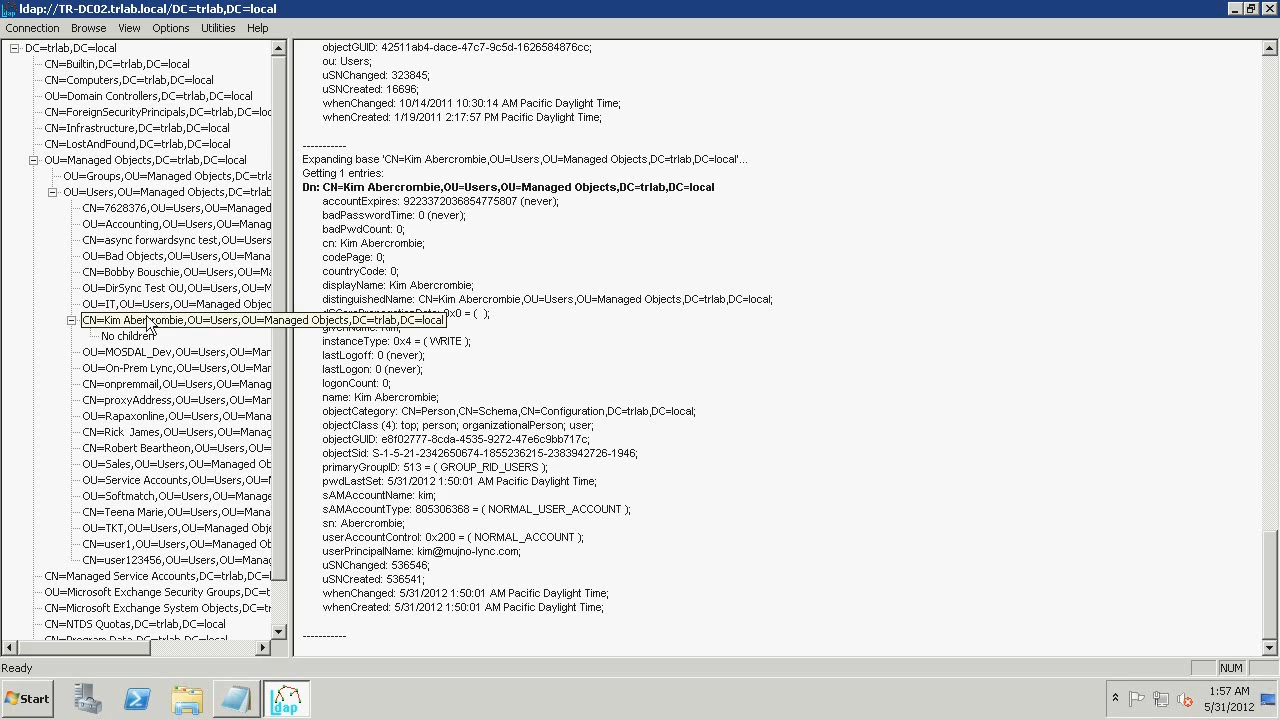 ldap://TR-DC02.trlab.local/DC=trlab,DC=local
Connection Browse View Options Utilities Help
DC=trlab,DC=local
CN=Builtin,DC=trlab,DC=local
CN=Computers,DC=trlab,DC=local
OU=Domain Controllers,DC=trlab,DC=local
CN=ForeignSecurityPrincipals,DC=trlab,DC=loc
CN=Infrastructure,DC=trlab,DC=local
CN=LostAndFound,DC=trlab,DC=local
OU=Managed Objects,DC=trlab,DC=local
OU=Groups,OU=Managed Objects,DC=trlab
OU=Users,OU=Managed Objects,DC=trlab
CN=7628376,OU=Users,OU=Managed
OU=Accounting,OU=Users,OU=Manag
CN=async forwardsync test,OU=Users
OU=Bad Objects,OU=Users,OU=Mana
CN=Bobby Bouschie,OU=Users,OU=Ma
OU=DirSync Test OU,OU=Users,OU=M
OU=IT,OU=Users,OU=Managed Objec
CN=Kim Abercrombie,OU=Users,OU=Managed Objects,DC=trlab,DC=local
No children
OU=MOSDAL_Dev,OU=Users,OU=Man
OU=On-Prem Lync,OU=Users,OU=Mana
CN=onpremmail,OU=Users,OU=Manag
CN=proxyAddress,OU=Users,OU=Mana
OU=Rapaxonline,OU=Users,OU=Mana
CN=Rick James,OU=Users,OU=Manag
CN=Robert Beartheon,OU=Users,OU=M
OU=Sales,OU=Users,OU=Managed Ob
OU=Service Accounts,OU=Users,OU=M
OU=Softmatch,OU=Users,OU=Manage
CN=Teena Marie,OU=Users,OU=Manag
OU=TKT,OU=Users,OU=Managed Obje
CN=user1,OU=Users,OU=Managed Ob
CN=user123456,OU=Users,OU=Manag
CN=Managed Service Accounts,DC=trlab,DC=l
OU=Microsoft Exchange Security Groups,DC=t
CN=Microsoft Exchange System Objects,DC=tr
CN=NTDS Quotas,DC=trlab,DC=local
CN=Program Data,DC=trlab,DC=local
objectGUID: 42511ab4-dace-47c7-9c5d-1626584876cc;
ou: Users;
uSNChanged: 323845;
uSNCreated: 16696;
whenChanged: 10/14/2011 10:30:14 AM Pacific Daylight Time;
whenCreated: 1/19/2011 2:17:57 PM Pacific Daylight Time;
-----------
Expanding base 'CN=Kim Abercrombie,OU=Users,OU=Managed Objects,DC=trlab,DC=local'...
Getting 1 entries:
Dn: CN=Kim Abercrombie,OU=Users,OU=Managed Objects,DC=trlab,DC=local
accountExpires: 9223372036854775807 (never);
badPasswordTime: 0 (never);
badPwdCount: 0;
cn: Kim Abercrombie;
codePage: 0;
countryCode: 0;
displayName: Kim Abercrombie;
distinguishedName: CN=Kim Abercrombie,OU=Users,OU=Managed Objects,DC=trlab,DC=local;
0x0 = ( );
givenName: Kim;
instanceType: 0x4 = ( WRITE );
lastLogoff: 0 (never);
lastLogon: 0 (never);
logonCount: 0;
name: Kim Abercrombie;
objectCategory: CN=Person,CN=Schema,CN=Configuration,DC=trlab,DC=local;
objectClass (4): top; person; organizationalPerson; user;
objectGUID: e8f02777-8cda-4535-9272-47e6c9bb717c;
objectSid: S-1-5-21-2342650674-1855236215-2383942726-1946;
primaryGroupID: 513 = ( GROUP_RID_USERS );
pwdLastSet: 5/31/2012 1:50:01 AM Pacific Daylight Time;
sAMAccountName: kim;
sAMAccountType: 805306368 = ( NORMAL_USER_ACCOUNT );
sn: Abercrombie;
userAccountControl: 0x200 = ( NORMAL_ACCOUNT );
userPrincipalName: kim@mujno-lync.com;
uSNChanged: 536546;
uSNCreated: 536541;
whenChanged: 5/31/2012 1:50:01 AM Pacific Daylight Time;
whenCreated: 5/31/2012 1:50:01 AM Pacific Daylight Time;
-----------
Ready
NUM
Start
ldap
1:57 AM
5/31/2012